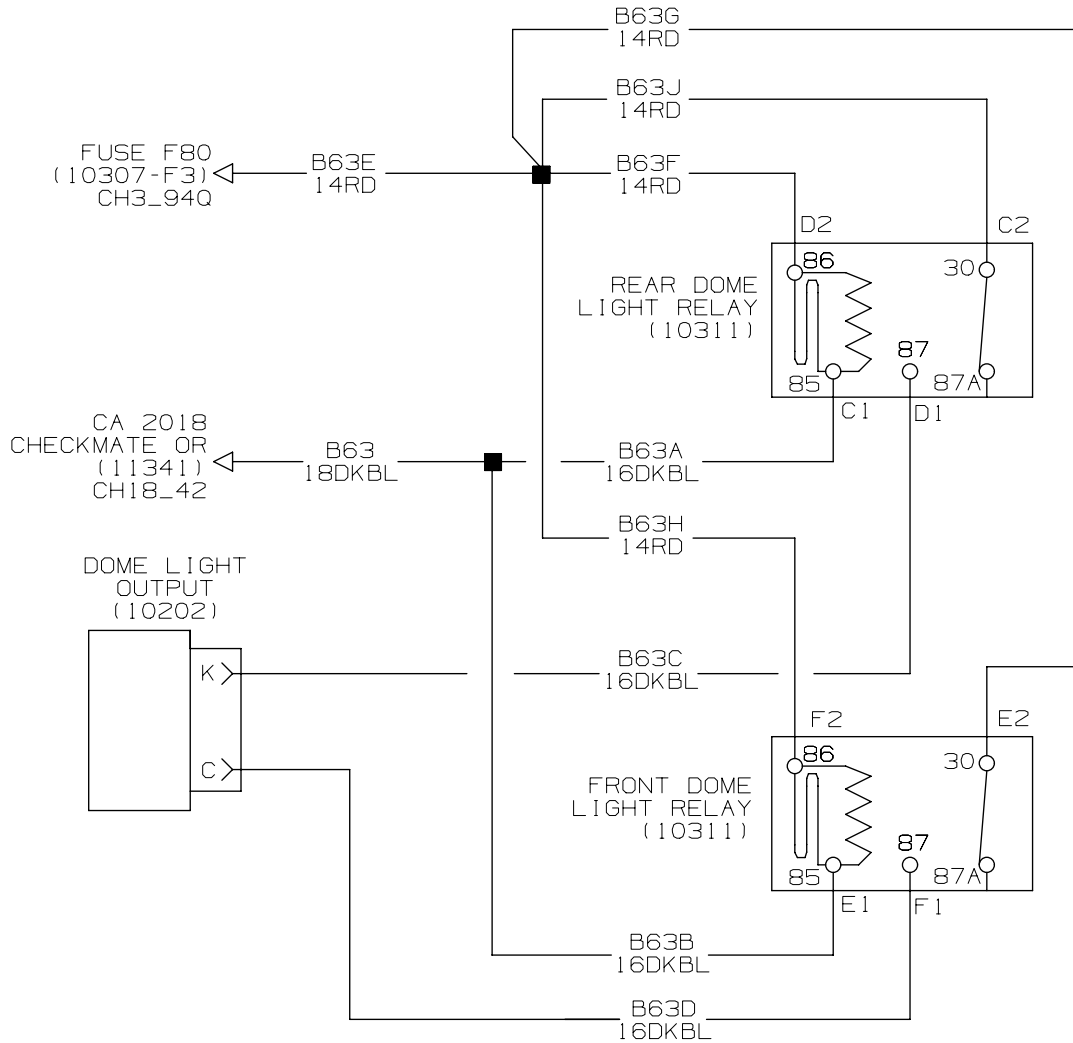 B63G
14RD
B63J
14RD
FUSE F80
(10307-F3)
CH3_94Q
B63E
14RD
B63F
14RD
D2
C2
86
30
REAR DOME
LIGHT RELAY
(10311)
87
85
87A
C1
D1
CA 2018
CHECKMATE OR
(11341)
CH18_42
B63
18DKBL
B63A
16DKBL
B63H
14RD
DOME LIGHT
OUTPUT
(10202)
K
B63C
16DKBL
F2
E2
86
30
C
FRONT DOME
LIGHT RELAY
(10311)
87
85
87A
E1
F1
B63B
16DKBL
B63D
16DKBL